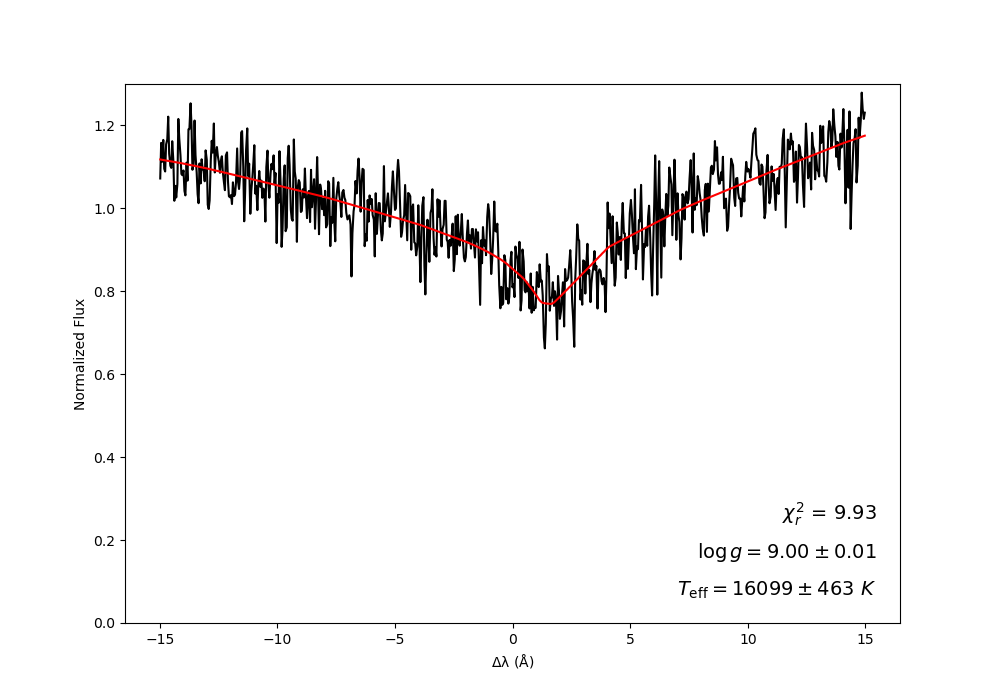 1.2
1.0
0.8
0.6
0.4
0.2
0.0
Normalized Flux
χ²ᵣ = 9.93
log g = 9.00 ± 0.01
T_eff = 16099 ± 463 K
−15 −10 −5 0 5 10 15
Δλ (Å)